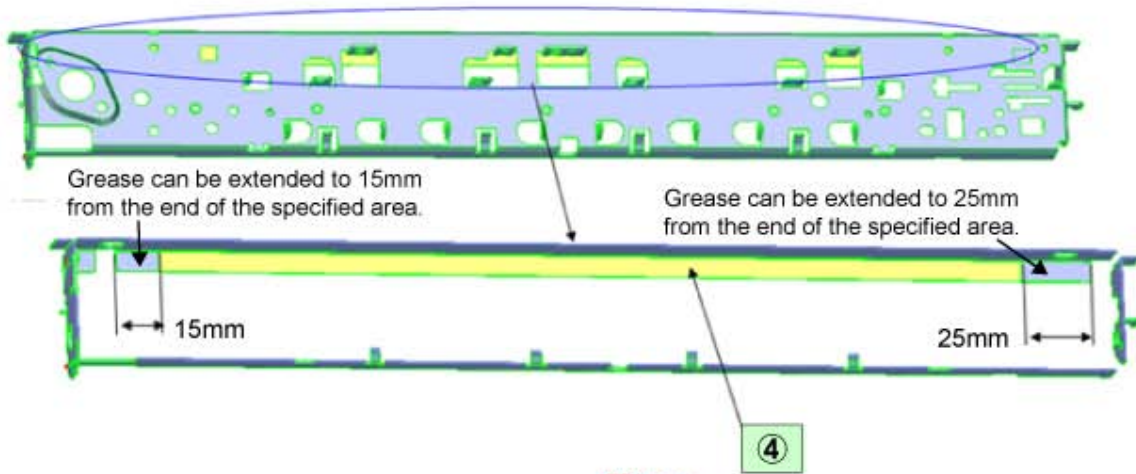 Grease can be extended to 15mm
from the end of the specified area.
Grease can be extended to 25mm
from the end of the specified area.
15mm
25mm
④